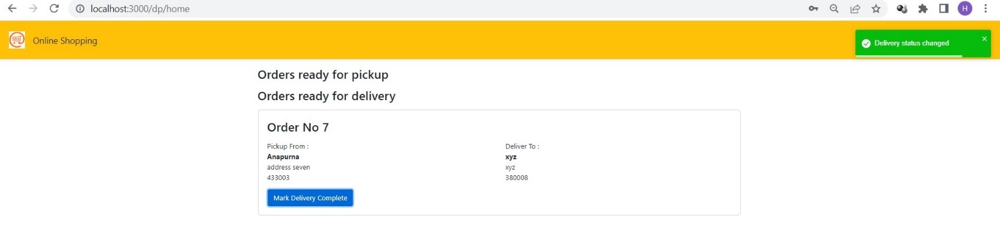 localhost:3000/dp/home
H
Online Shopping
Delivery status changed
Orders ready for pickup
Orders ready for delivery
Order No 7
Pickup From :
Anapurna
address seven
433003
Deliver To :
xyz
xyz
380008
Mark Delivery Complete